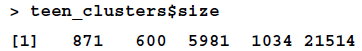 > teen_clusters$size
[1] 871 600 5981 1034 21514